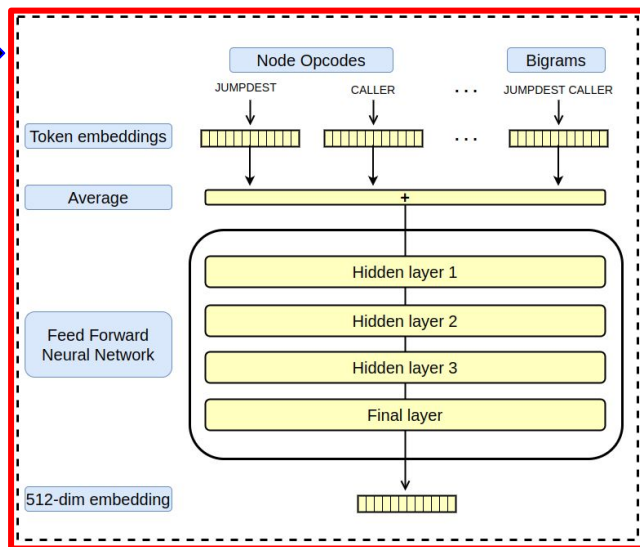 Node Opcodes
Bigrams
JUMPDEST
CALLER
. . .
JUMPDEST CALLER
Token embeddings
. . .
Average
+
Hidden layer 1
Hidden layer 2
Feed Forward
Neural Network
Hidden layer 3
Final layer
512-dim embedding